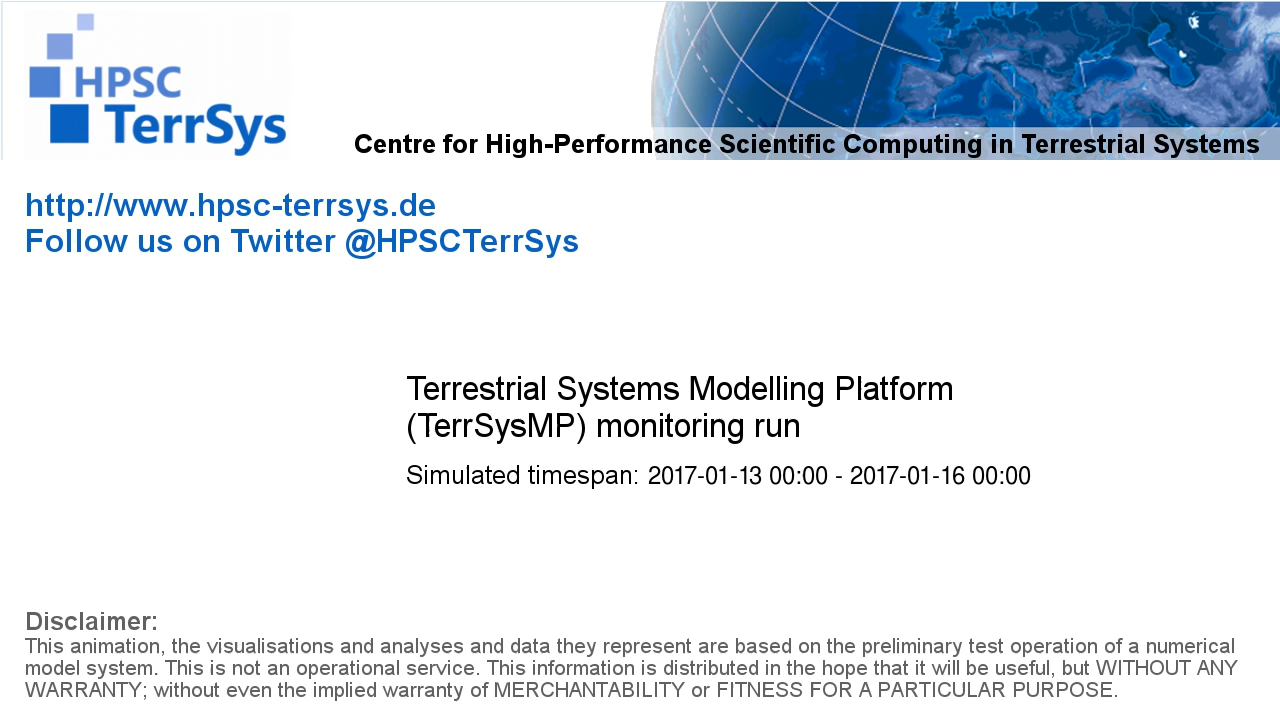 HPSC
TerrSys
Centre for High-Performance Scientific Computing in Terrestrial Systems
http://www.hpsc-terrsys.de
Follow us on Twitter @HPSCTerrSys
Terrestrial Systems Modelling Platform
(TerrSysMP) monitoring run
Simulated timespan: 2017-01-13 00:00 - 2017-01-16 00:00
Disclaimer:
This animation, the visualisations and analyses and data they represent are based on the preliminary test operation of a numerical
model system. This is not an operational service. This information is distributed in the hope that it will be useful, but WITHOUT ANY
WARRANTY; without even the implied warranty of MERCHANTABILITY or FITNESS FOR A PARTICULAR PURPOSE.